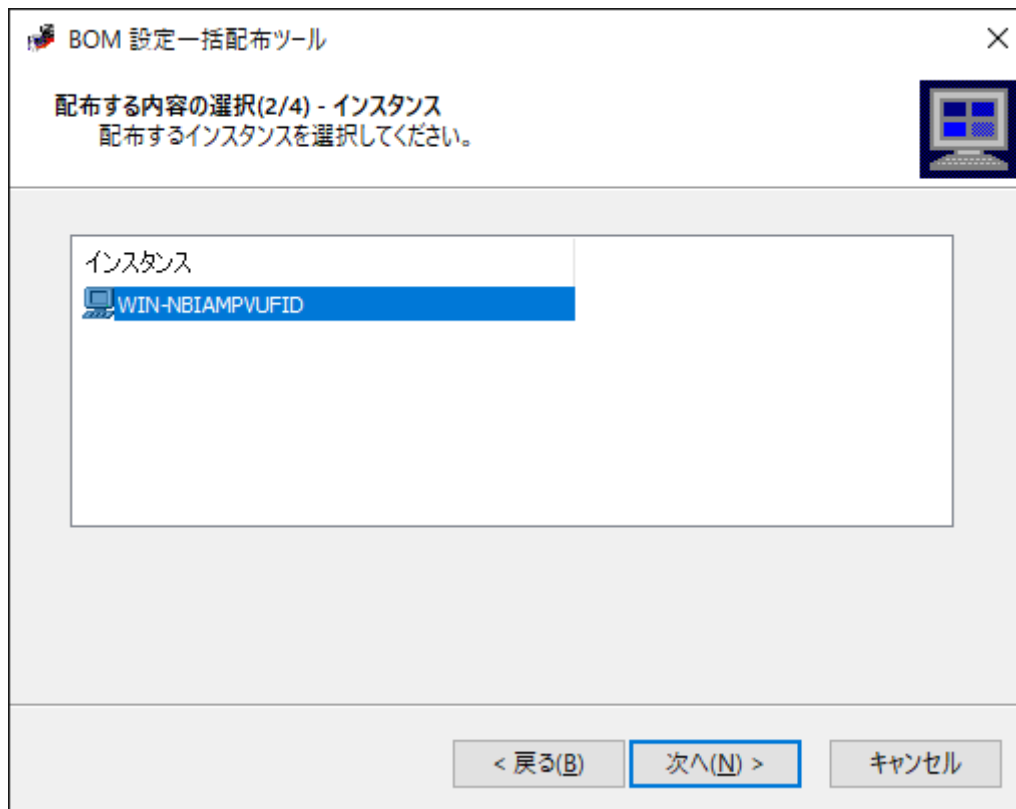 BOM 設定一括配布ツール
配布する内容の選択(2/4) - インスタンス
配布するインスタンスを選択してください。
インスタンス
WIN-NBIAMPVUFID
< 戻る(B) 次へ(N) > キャンセル